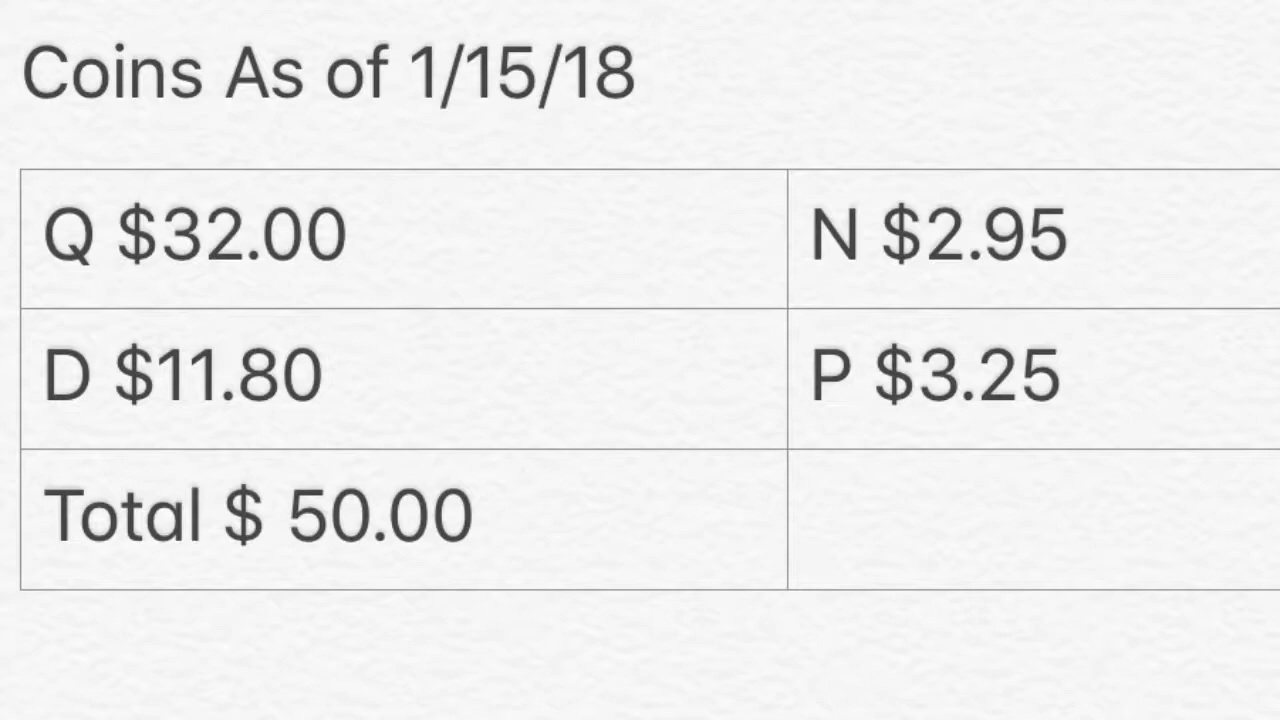 Coins As of 1/15/18
Q $32.00
N $2.95
D $11.80
P $3.25
Total $ 50.00